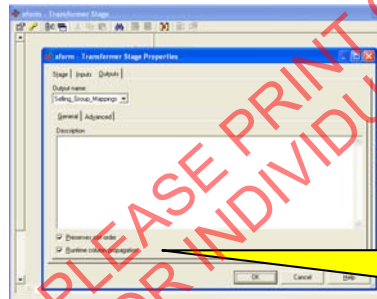 xform - Transformer Stage
xform - Transformer Stage Properties
Stage Inputs Outputs
Output name:
Selling_Group_Mappings
General Advanced
Description
Preserves sort order
Runtime column propagation
OK Cancel Help
PLEASE PRINT
FOR INDIVIDU